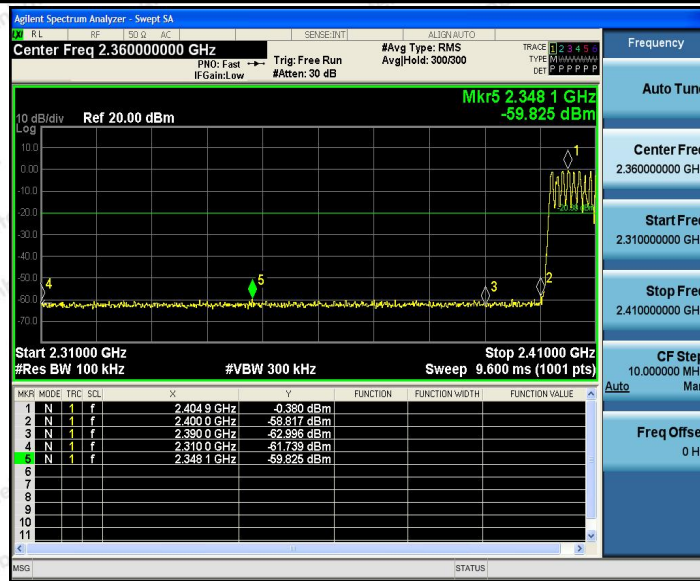 Agilent Spectrum Analyzer - Swept SA
RL RF 50 Ω AC SENSE:INT ALIGNAUTO
Center Freq 2.360000000 GHz
PNO: Fast
IFGain:Low
Trig: Free Run
#Atten: 30 dB
#Avg Type: RMS
Avg|Hold: 300/300
TRACE 1 2 3 4 5 6
TYPE M
DET P P P P P P
Mkr5 2.348 1 GHz
-59.825 dBm
10 dB/div Ref 20.00 dBm
Log
10.0
0.00
-10.0
-20.0
-30.0
-40.0
-50.0
-60.0
-70.0
1
2
3
4
5
Start 2.31000 GHz Stop 2.41000 GHz
#Res BW 100 kHz #VBW 300 kHz Sweep 9.600 ms (1001 pts)
MKR MODE TRC SCL X Y FUNCTION FUNCTION WIDTH FUNCTION VALUE
1 N 1 f 2.404 9 GHz -0.380 dBm
2 N 1 f 2.400 0 GHz -58.817 dBm
3 N 1 f 2.390 0 GHz -62.996 dBm
4 N 1 f 2.310 0 GHz -61.739 dBm
5 N 1 f 2.348 1 GHz -59.825 dBm
6
7
8
9
10
11
MSG STATUS
Frequency
Auto Tun
Center Fre
2.360000000 GH
Start Fre
2.310000000 GH
Stop Fre
2.410000000 GH
CF Ste
10.000000 MH
Auto Ma
Freq Offse
0 H